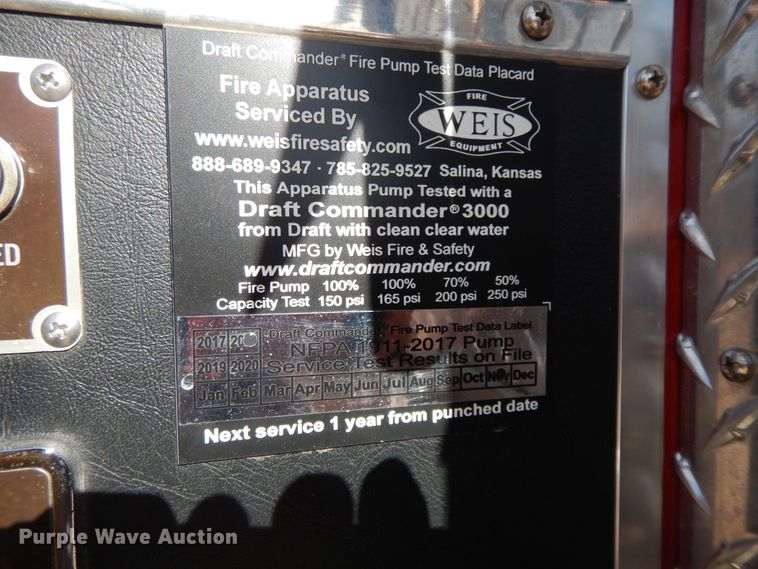 Draft Commander® Fire Pump Test Data Placard
Fire Apparatus
Serviced By
FIRE
WEIS
EQUIPMENT
www.weisfiresafety.com
888-689-9347 · 785-825-9527 Salina, Kansas
This Apparatus Pump Tested with a
Draft Commander® 3000
from Draft with clean clear water
MFG by Weis Fire & Safety
www.draftcommander.com
Fire Pump 100% 100% 70% 50%
Capacity Test 150 psi 165 psi 200 psi 250 psi
Draft Commander® Fire Pump Test Data Label
2017
NFPA 1911-2017 Pump
2019 2020 Service Test Results on File
Jan Feb Mar Apr May Jun Jul Aug Sep Oct Nov Dec
Next service 1 year from punched date
ED
Purple Wave Auction